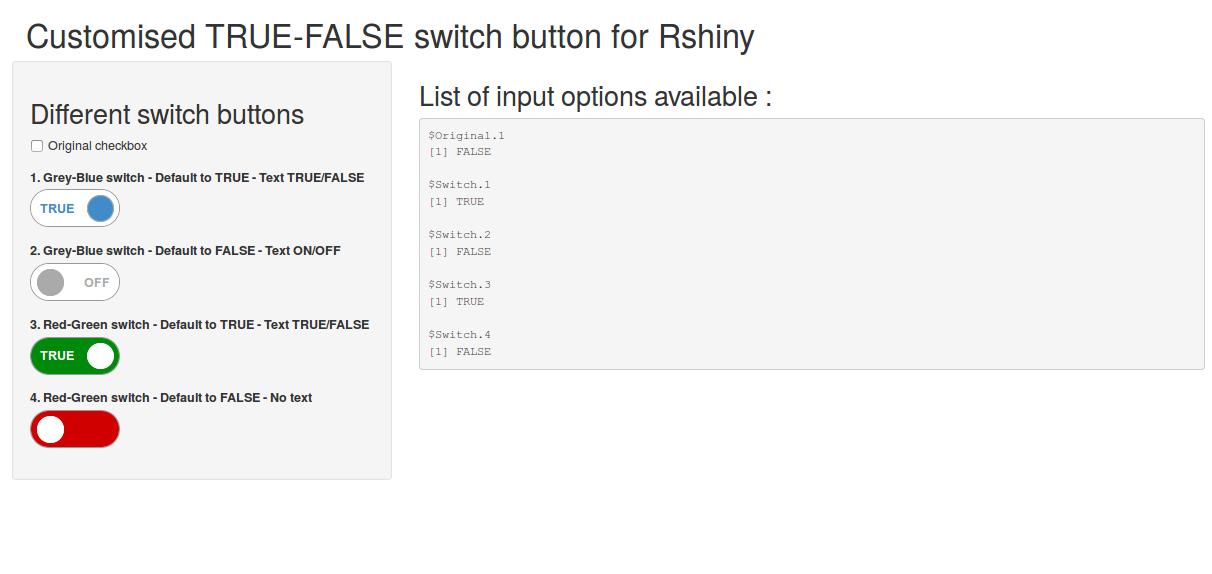 Customised TRUE-FALSE switch button for Rshiny
Different switch buttons
Original checkbox
1. Grey-Blue switch - Default to TRUE - Text TRUE/FALSE
TRUE
2. Grey-Blue switch - Default to FALSE - Text ON/OFF
OFF
3. Red-Green switch - Default to TRUE - Text TRUE/FALSE
TRUE
4. Red-Green switch - Default to FALSE - No text
List of input options available :
$Original.1
[1] FALSE
$Switch.1
[1] TRUE
$Switch.2
[1] FALSE
$Switch.3
[1] TRUE
$Switch.4
[1] FALSE